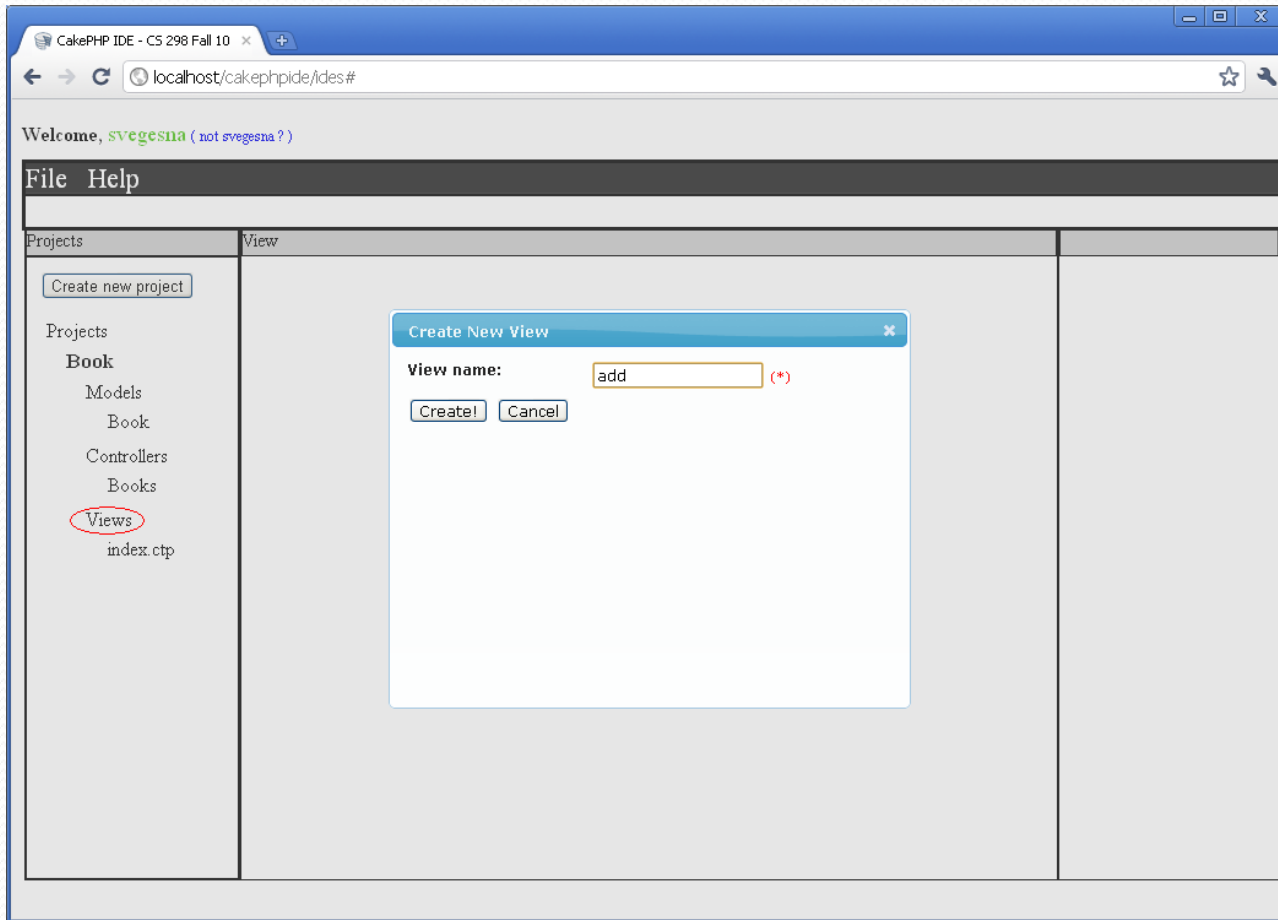 CakePHP IDE - CS 298 Fall 10
localhost/cakephpide/ides#
Welcome, svegesna ( not svegesna ? )
File Help
Projects
View
Create new project
Projects
Book
Models
Book
Controllers
Books
Views
index.ctp
Create New View
View name:
add
(*)
Create! Cancel